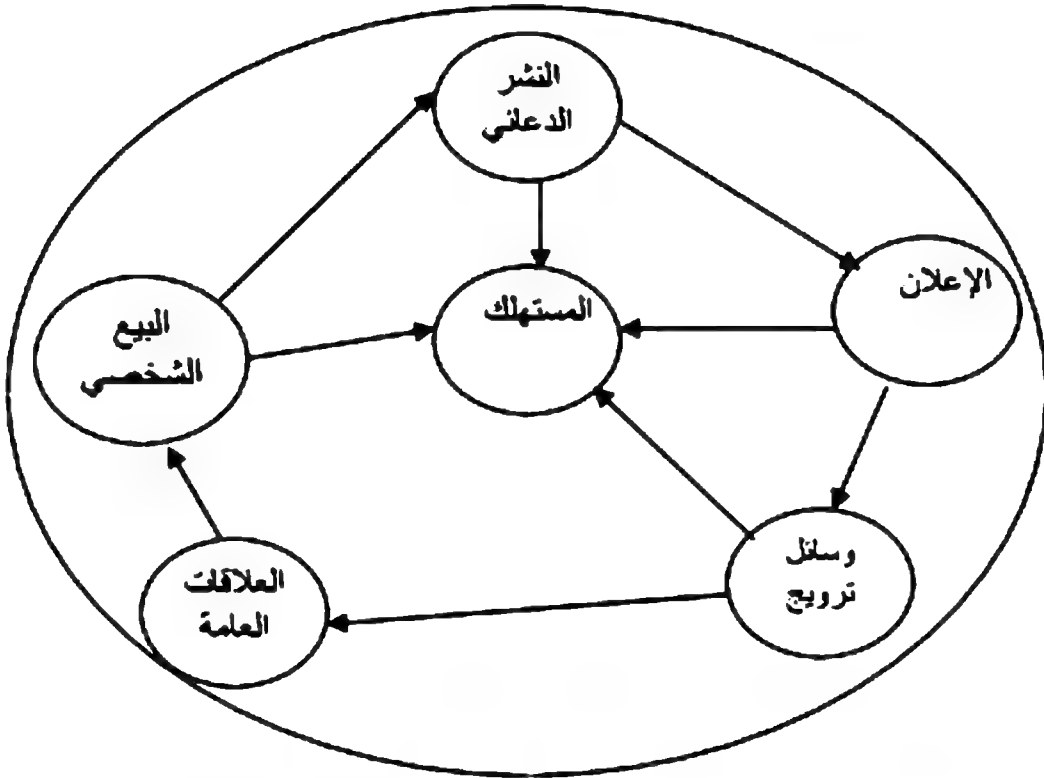 النشر
الدعائي
الإعلان
المستهلك
البيع
الشخصي
وسائل
ترويج
العلاقات
العامة